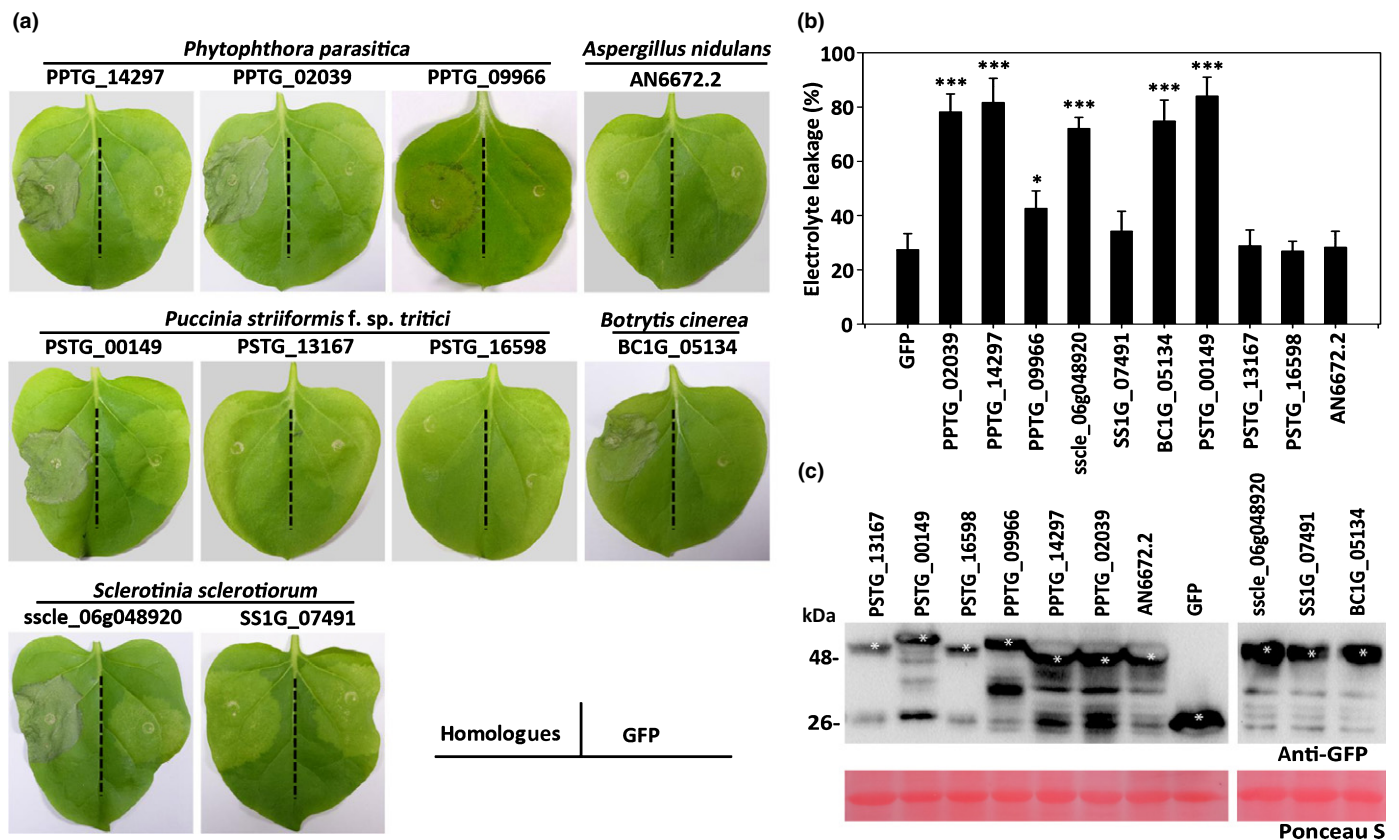 (a)
Phytophthora parasitica
Aspergillus nidulans
PPTG_14297
PPTG_02039
PPTG_09966
AN6672.2
Puccinia striiformis f. sp. tritici
Botrytis cinerea
PSTG_00149
PSTG_13167
PSTG_16598
BC1G_05134
Sclerotinia sclerotiorum
sscle_06g048920
SS1G_07491
Homologues
GFP
(b)
Electrolyte leakage (%)
100
80
60
40
20
0
***
***
*
***
***
***
GFP
PPTG_02039
PPTG_14297
PPTG_09966
sscle_06g048920
SS1G_07491
BC1G_05134
PSTG_00149
PSTG_13167
PSTG_16598
AN6672.2
(c)
PSTG_13167
PSTG_00149
PSTG_16598
PPTG_09966
PPTG_14297
PPTG_02039
AN6672.2
GFP
sscle_06g048920
SS1G_07491
BC1G_05134
kDa
48-
26-
* * * * * * * * * * *
Anti-GFP
Ponceau S